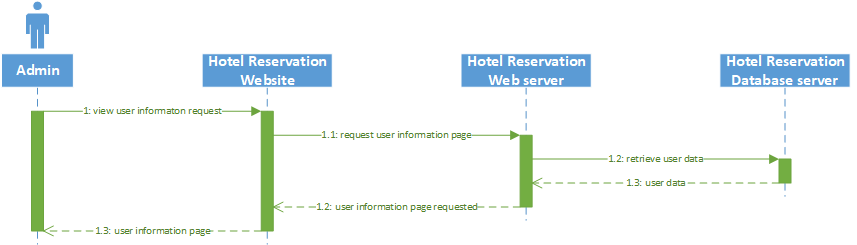 Admin
Hotel Reservation
Website
Hotel Reservation
Web server
Hotel Reservation
Database server
1: view user informaton request
1.1: request user information page
1.2: retrieve user data
1.3: user data
1.2: user information page requested
1.3: user information page